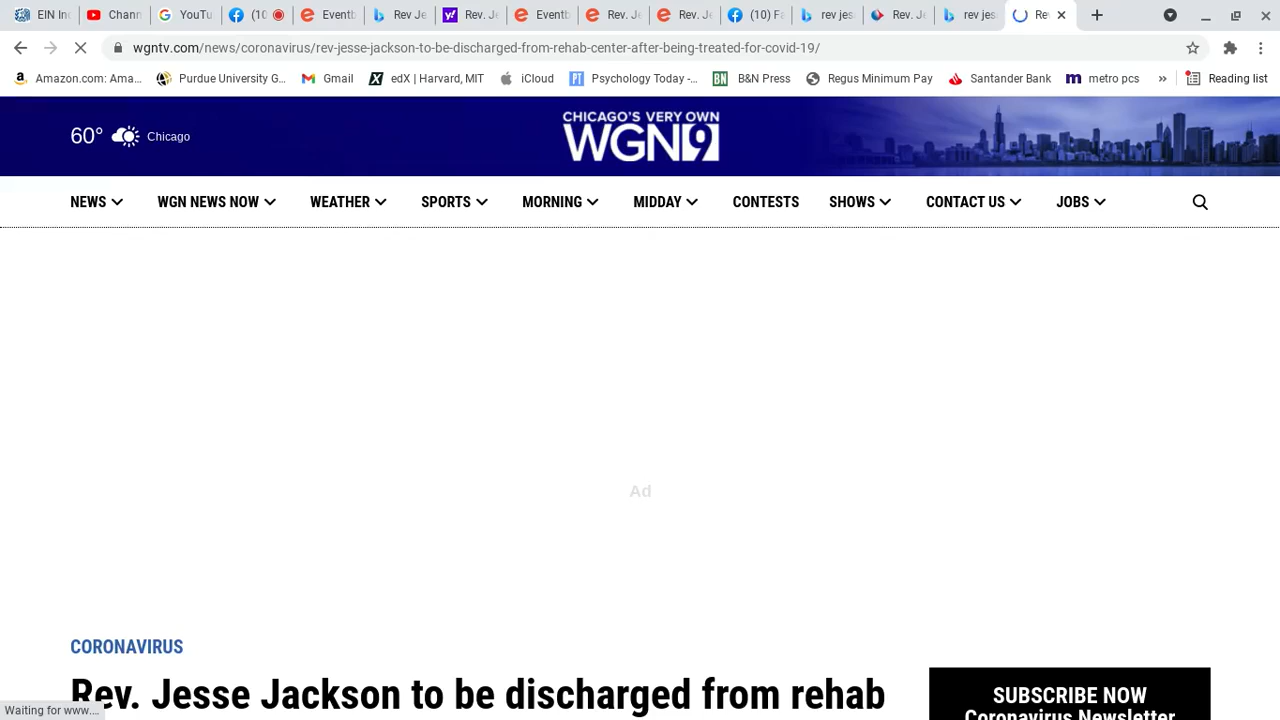 EIN Inc
Chann
YouTu
(10
Eventb
Rev Je
Rev. Je
Eventb
Rev. Je
Rev. Je
(10) Fa
rev jes
Rev. J
rev jes
Re
wgntv.com/news/coronavirus/rev-jesse-jackson-to-be-discharged-from-rehab-center-after-being-treated-for-covid-19/
Amazon.com: Ama...
Purdue University G...
Gmail
edX | Harvard, MIT
iCloud
Psychology Today -...
B&N Press
Regus Minimum Pay
Santander Bank
metro pcs
»
Reading list
60°
Chicago
CHICAGO'S VERY OWN
WGN9
NEWS
WGN NEWS NOW
WEATHER
SPORTS
MORNING
MIDDAY
CONTESTS
SHOWS
CONTACT US
JOBS
Ad
CORONAVIRUS
Rev. Jesse Jackson to be discharged from rehab
SUBSCRIBE NOW
Coronavirus Newsletter
Waiting for www....